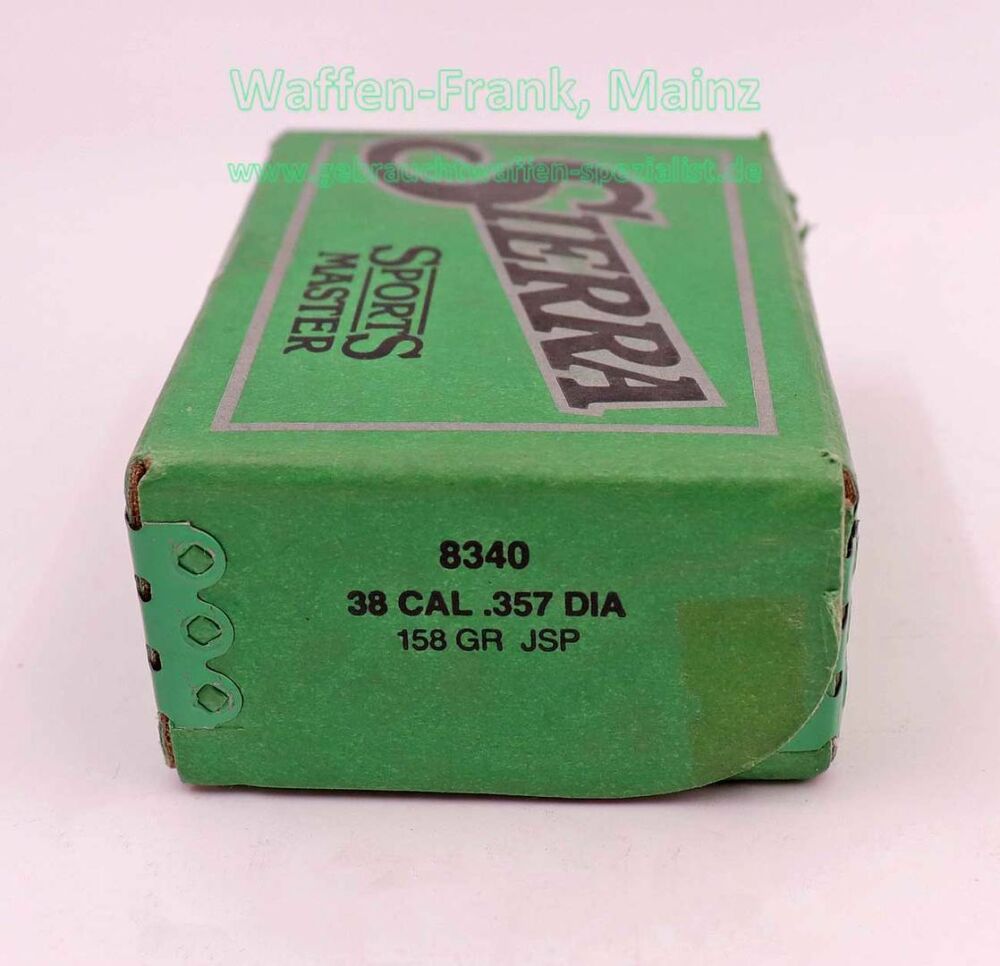 Waffen-Frank, Mainz
www.gebrauchtwaffen-spezialist.de
SIERRA
SPORTS
MASTER
8340
38 CAL .357 DIA
158 GR JSP